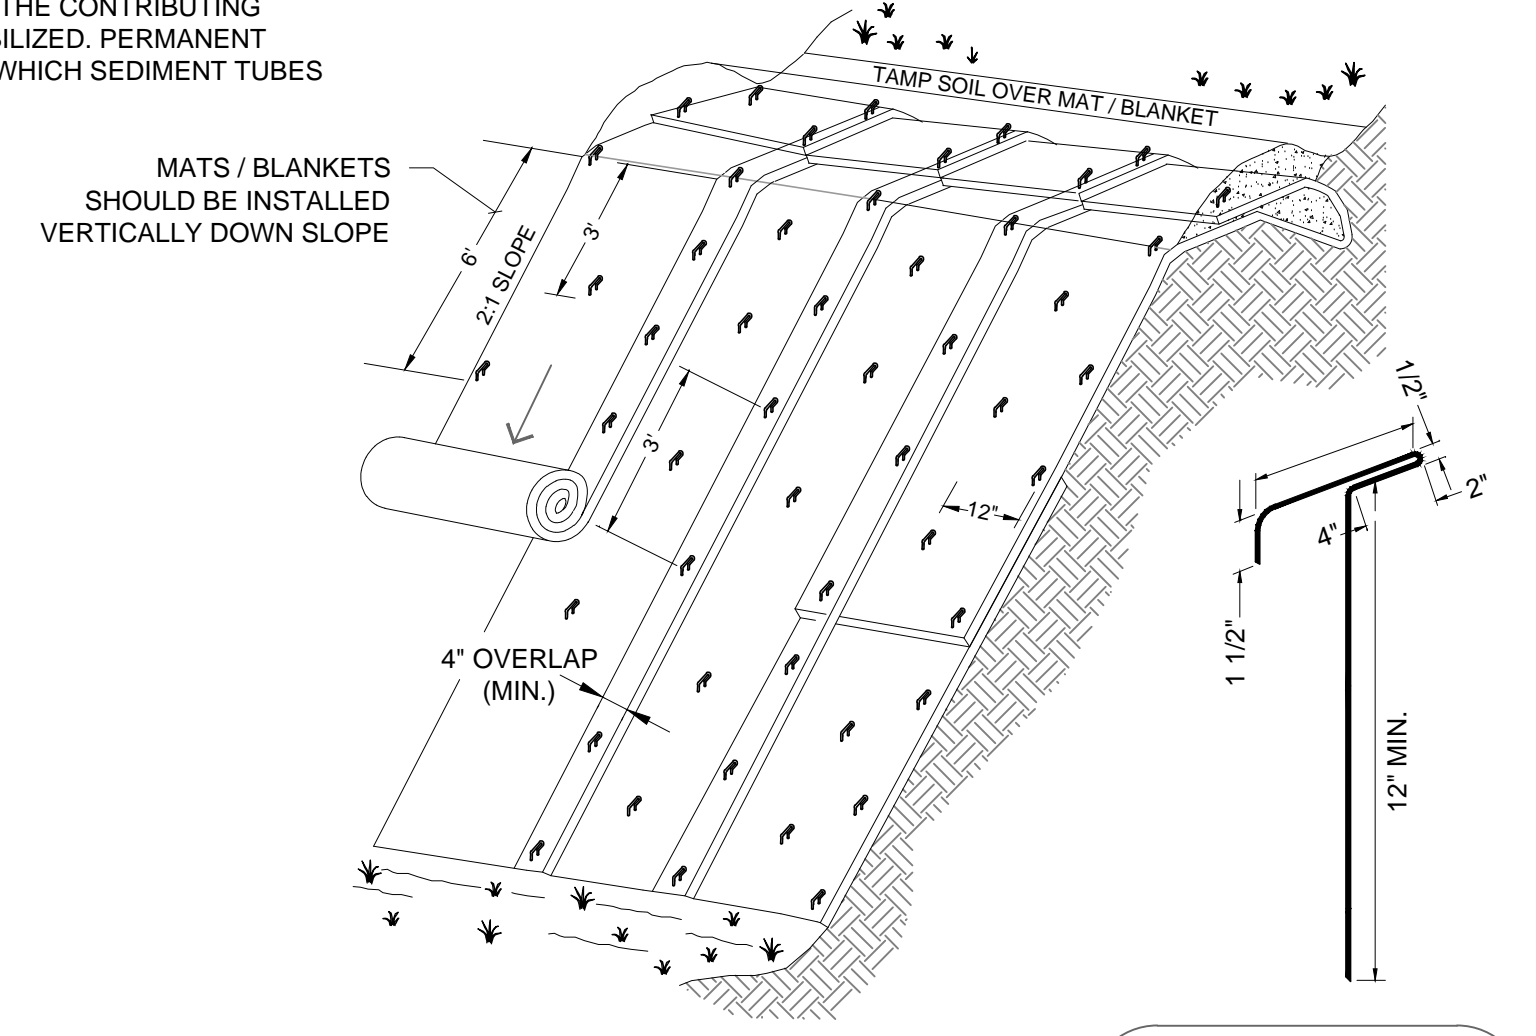 THE CONTRIBUTING
ILIZED. PERMANENT
WHICH SEDIMENT TUBES
TAMP SOIL OVER MAT / BLANKET
MATS / BLANKETS
SHOULD BE INSTALLED
VERTICALLY DOWN SLOPE
6'
2:1 SLOPE
3'
3'
12"
4" OVERLAP
(MIN.)
1/2"
2"
4"
1 1/2"
12" MIN.